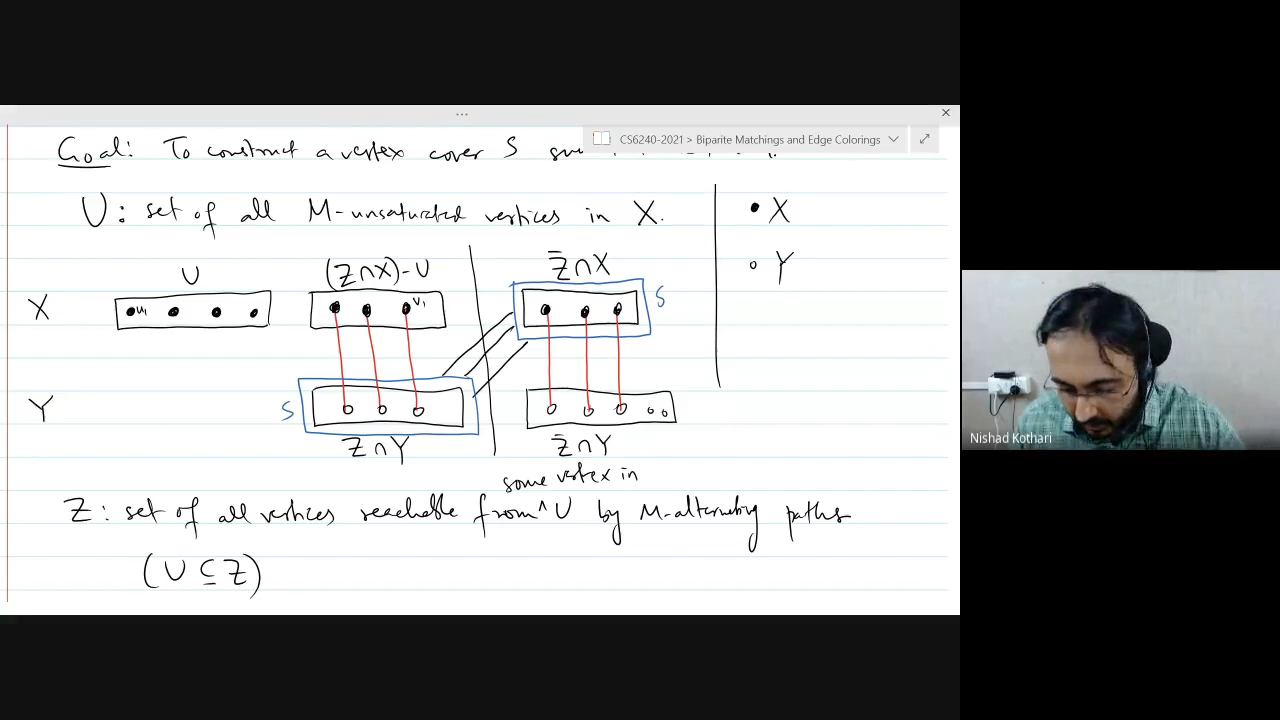 CS6240-2021 > Biparite Matchings and Edge Colorings
Goal: To construct a vertex cover S
U: set of all M-unsaturated vertices in X.
• X
◦ Y
U (Z∩X)-U Z̄∩X
X u₁ v₁ S
Y S
Z∩Y Z̄∩Y
some vertex in
Z: set of all vertices reachable from ^ U by M-alternating paths
(U ⊆ Z)
Nishad Kothari